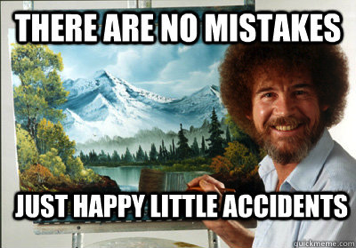 THERE ARE NO MISTAKES
JUST HAPPY LITTLE ACCIDENTS
quickmeme.com